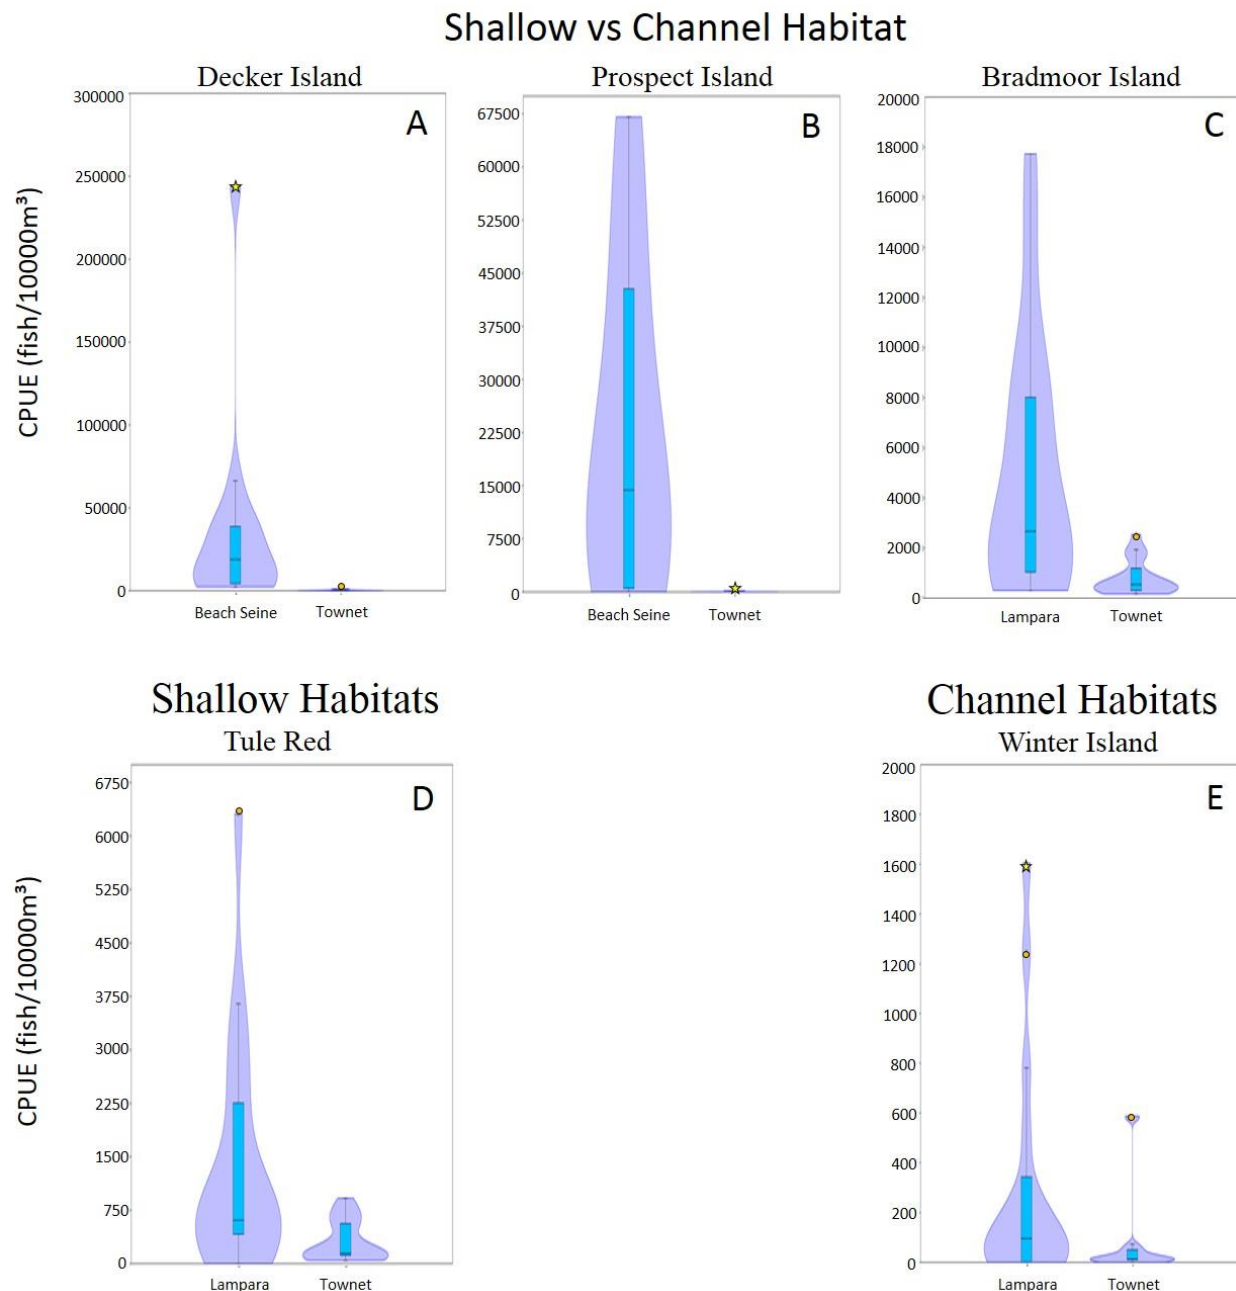 Shallow vs Channel Habitat
Decker Island
Prospect Island
Bradmoor Island
CPUE (fish/10000m³)
300000
250000
200000
150000
100000
50000
0
A
Beach Seine
Townet
67500
60000
52500
45000
37500
30000
22500
15000
7500
0
B
Beach Seine
Townet
20000
18000
16000
14000
12000
10000
8000
6000
4000
2000
0
C
Lampara
Townet
Shallow Habitats
Tule Red
CPUE (fish/10000m³)
6750
6000
5250
4500
3750
3000
2250
1500
750
0
D
Lampara
Townet
Channel Habitats
Winter Island
2000
1800
1600
1400
1200
1000
800
600
400
200
0
E
Lampara
Townet